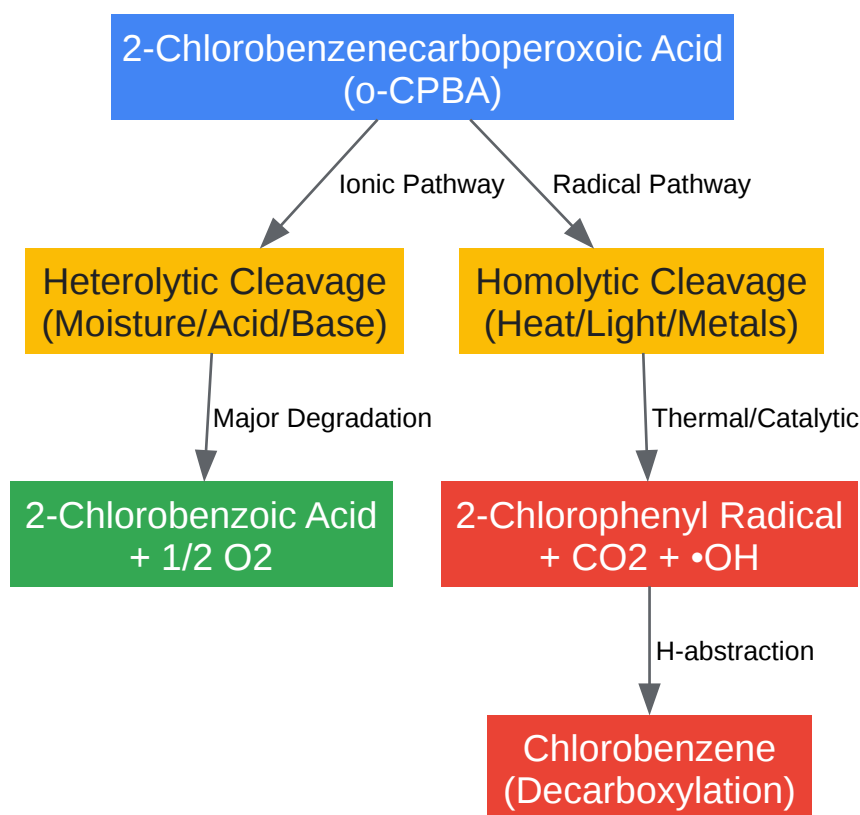 2-Chlorobenzenecarboperoxoic Acid
(o-CPBA)
Ionic Pathway
Radical Pathway
Heterolytic Cleavage
(Moisture/Acid/Base)
Homolytic Cleavage
(Heat/Light/Metals)
Major Degradation
Thermal/Catalytic
2-Chlorobenzoic Acid
+ 1/2 O2
2-Chlorophenyl Radical
+ CO2 + •OH
H-abstraction
Chlorobenzene
(Decarboxylation)